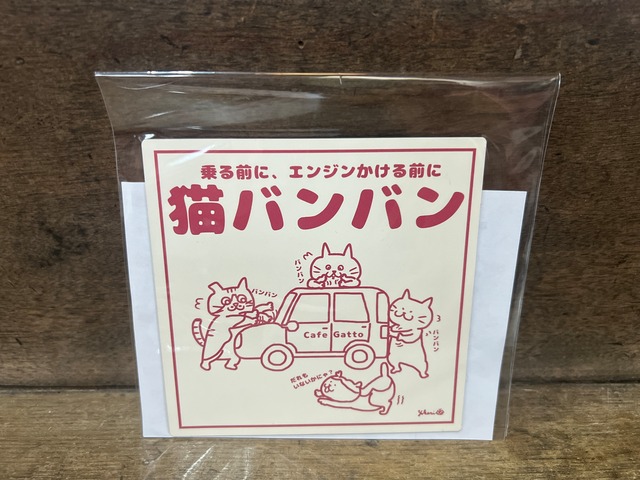 乗る前に、エンジンかける前に
猫バンバン
バンバン
バンバン
バンバン
Cafe Gatto
だれも
いないかにゃ?